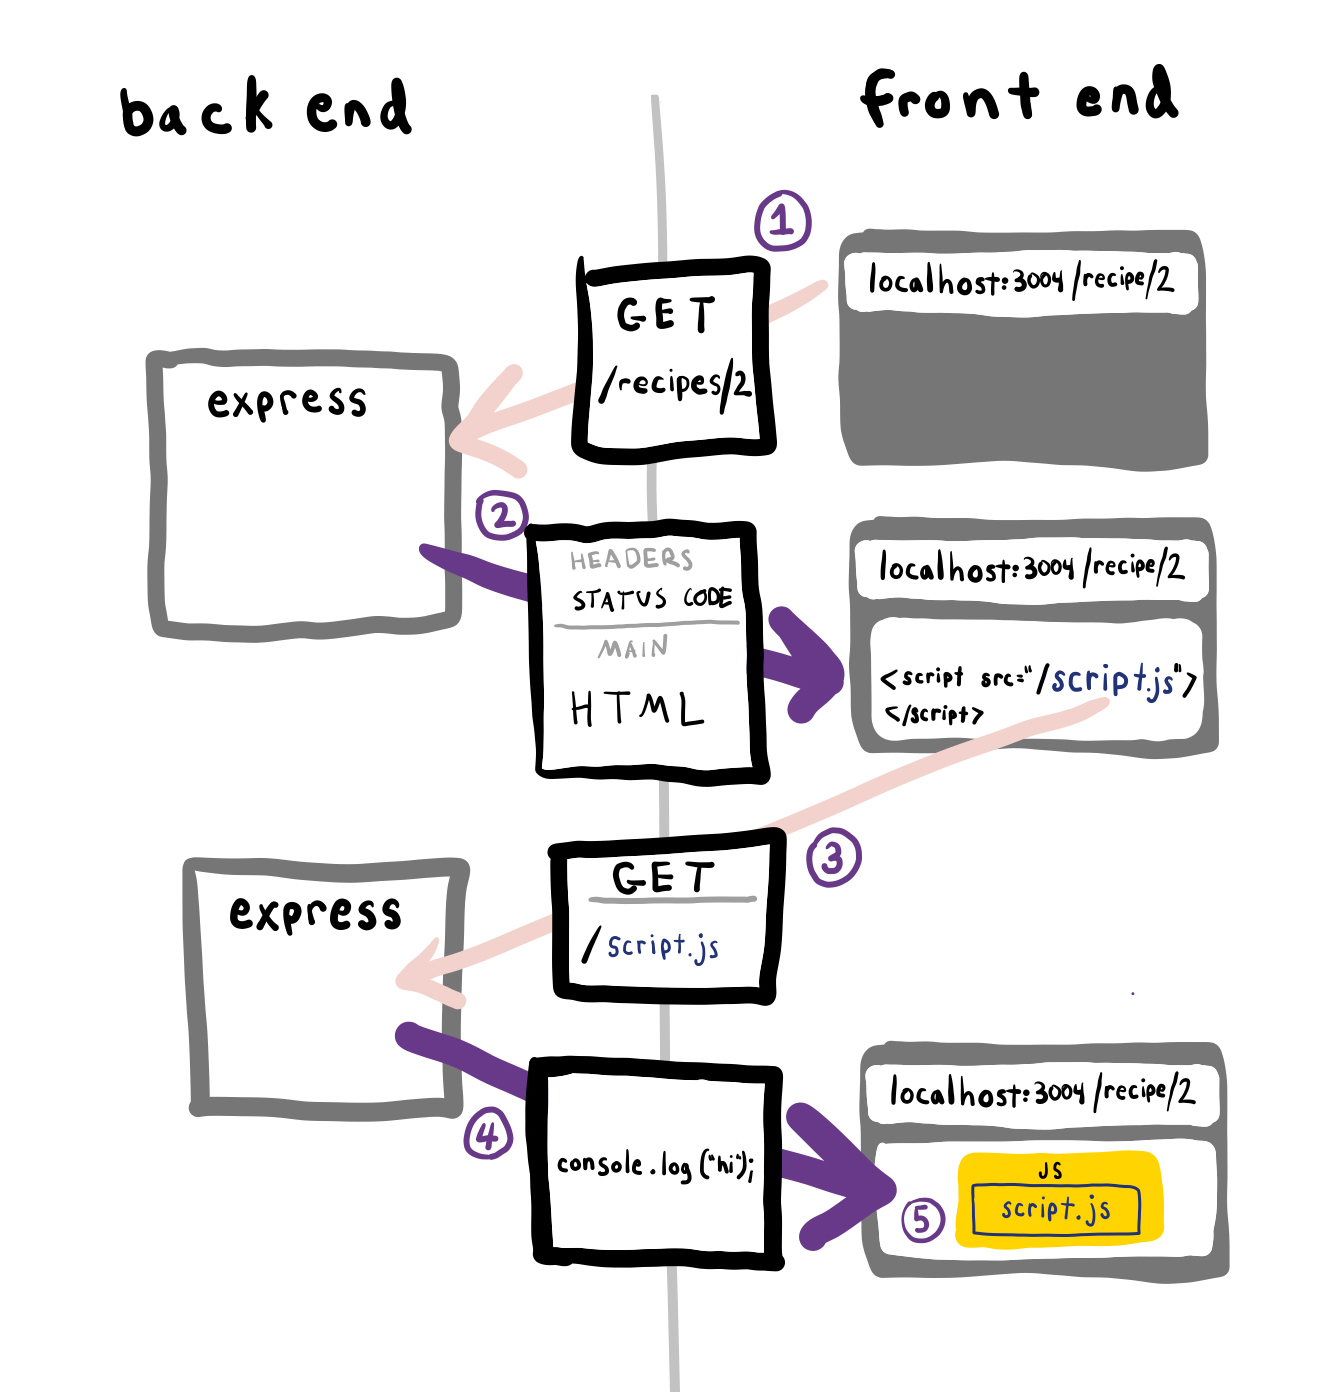 back end
front end
1
localhost:3004/recipe/2
GET
/recipes/2
express
2
HEADERS
STATUS CODE
MAIN
HTML
localhost:3004/recipe/2
<script src="/script.js">
</script>
3
GET
/script.js
express
4
console.log("hi");
localhost:3004/recipe/2
5
JS
script.js